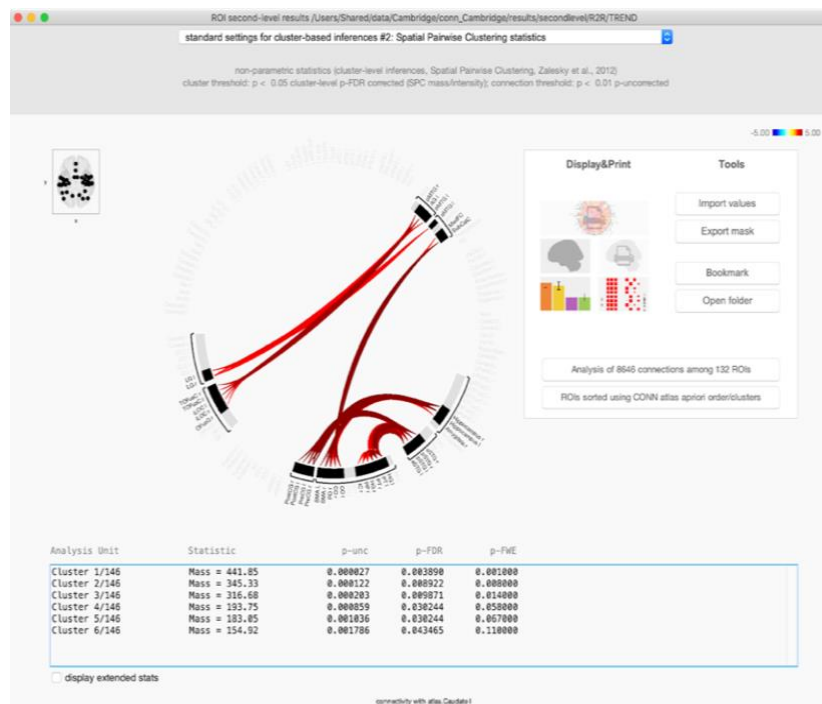 ROI second-level results /Users/Shared/data/Cambridge/conn_Cambridge/results/secondlevel/R2R/TREND
standard settings for cluster-based inferences #2: Spatial Pairwise Clustering statistics
non-parametric statistics (cluster-level inferences, Spatial Pairwise Clustering, Zalesky et al., 2012)
cluster threshold: p < 0.05 cluster-level p-FDR corrected (SPC mass/intensity); connection threshold: p < 0.01 p-uncorrected
-5.00 5.00
Display&Print
Tools
Import values
Export mask
Bookmark
Open folder
Analysis of 8646 connections among 132 ROIs
ROIs sorted using CONN atlas apriori order/clusters
y
x
Hippocampus r
Hippocampus l
Analysis Unit Statistic p-unc p-FDR p-FWE
Cluster 1/146 Mass = 441.85 0.000027 0.003890 0.001000
Cluster 2/146 Mass = 345.33 0.000122 0.008922 0.008000
Cluster 3/146 Mass = 316.68 0.000203 0.009871 0.014000
Cluster 4/146 Mass = 193.75 0.000859 0.030244 0.058000
Cluster 5/146 Mass = 183.05 0.001036 0.030244 0.067000
Cluster 6/146 Mass = 154.92 0.001786 0.043465 0.110000
display extended stats
connectivity with atlas.Caudate l